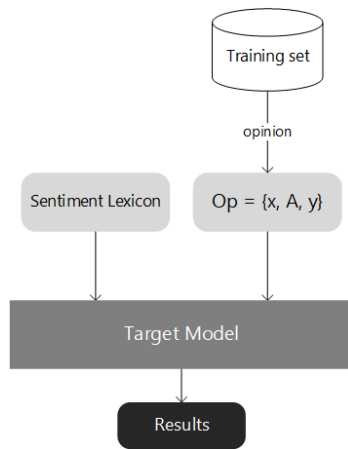 Training set
opinion
Sentiment Lexicon
Op = {x, A, y}
Target Model
Results